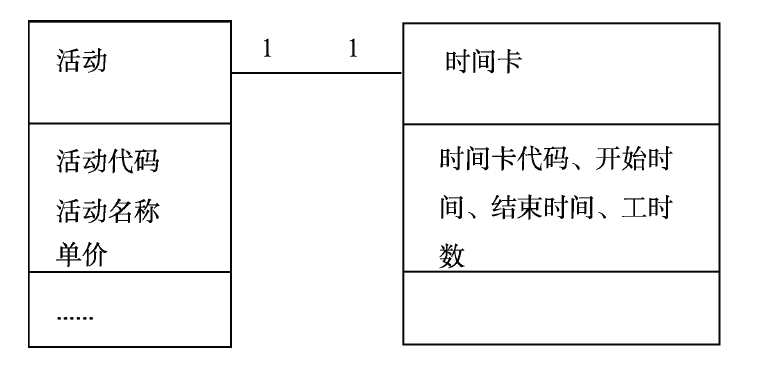 活动
1 1
时间卡
活动代码
活动名称
单价
时间卡代码、开始时
间、结束时间、工时
数
......